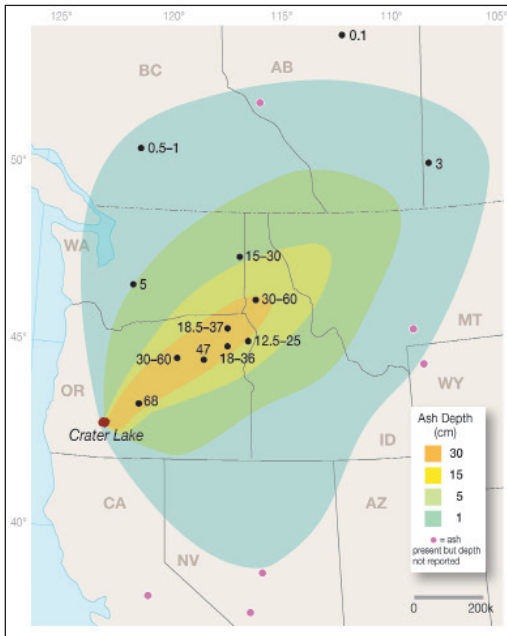 125°
120°
115°
110°
105°
BC
AB
0.1
0.5–1
50°
3
WA
15–30
5
30–60
18.5–37
45°
12.5–25
MT
47
30–60
18–36
WY
OR
68
Crater Lake
ID
Ash Depth
(cm)
30
15
5
1
= ash
present but depth
not reported
CA
AZ
40°
NV
0
200k